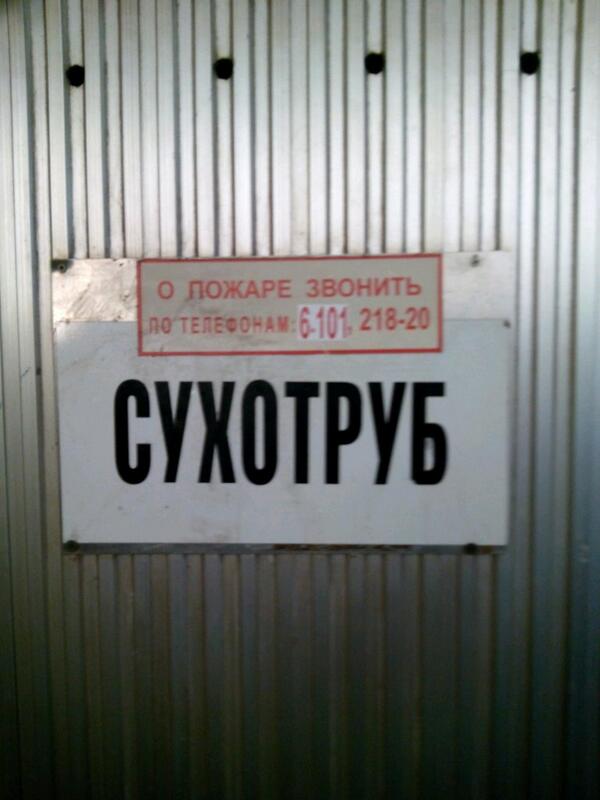 О ПОЖАРЕ ЗВОНИТЬ
ПО ТЕЛЕФОНАМ: 6-101, 218-20
СУХОТРУБ